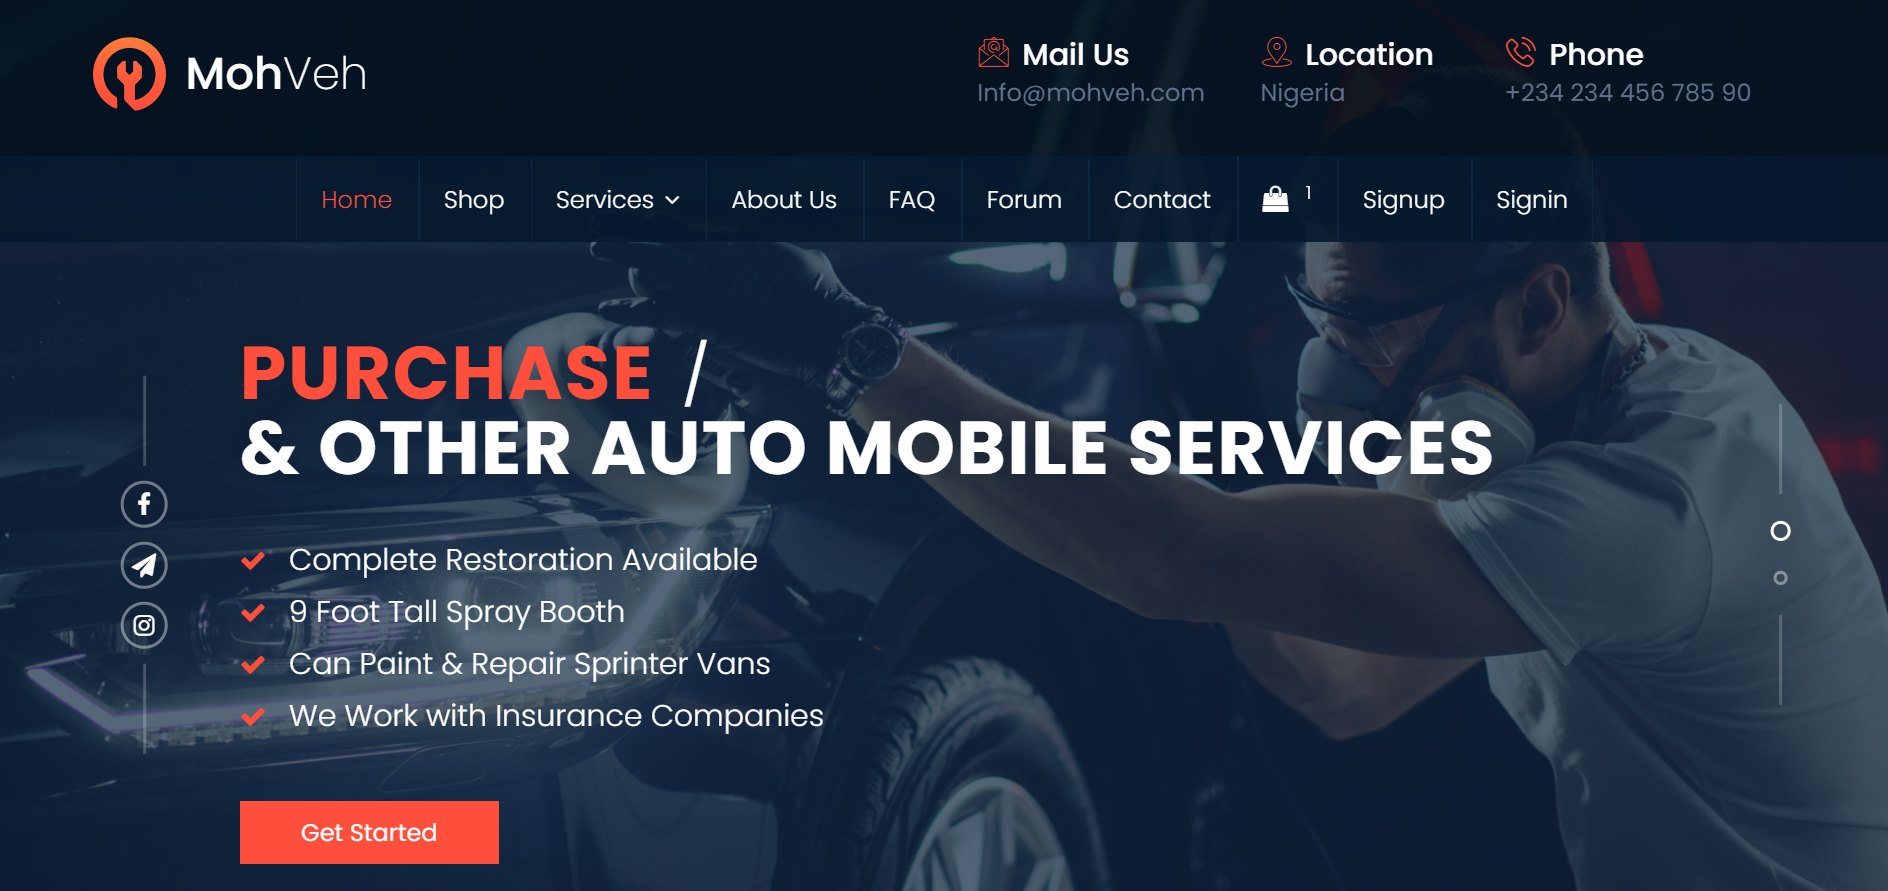 MohVeh
Mail Us
Info@mohveh.com
Location
Nigeria
Phone
+234 234 456 785 90
Home
Shop
Services
About Us
FAQ
Forum
Contact
1
Signup
Signin
PURCHASE /
& OTHER AUTO MOBILE SERVICES
Complete Restoration Available
9 Foot Tall Spray Booth
Can Paint & Repair Sprinter Vans
We Work with Insurance Companies
Get Started